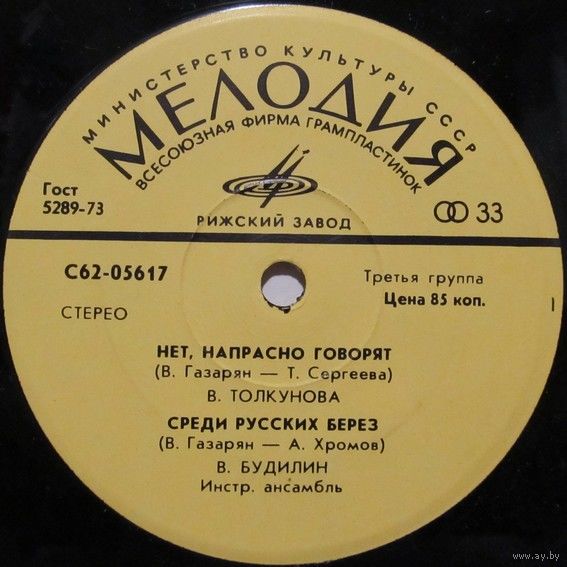 МИНИСТЕРСТВО КУЛЬТУРЫ СССР
МЕЛОДИЯ
ВСЕСОЮЗНАЯ ФИРМА ГРАМПЛАСТИНОК
Гост
5289-73
РИЖСКИЙ ЗАВОД
33
С62-05617
Третья группа
Цена 85 коп.
СТЕРЕО
НЕТ, НАПРАСНО ГОВОРЯТ
(В. Газарян — Т. Сергеева)
В. ТОЛКУНОВА
СРЕДИ РУССКИХ БЕРЕЗ
(В. Газарян — А. Хромов)
В. БУДИЛИН
Инстр. ансамбль
www.ay.by